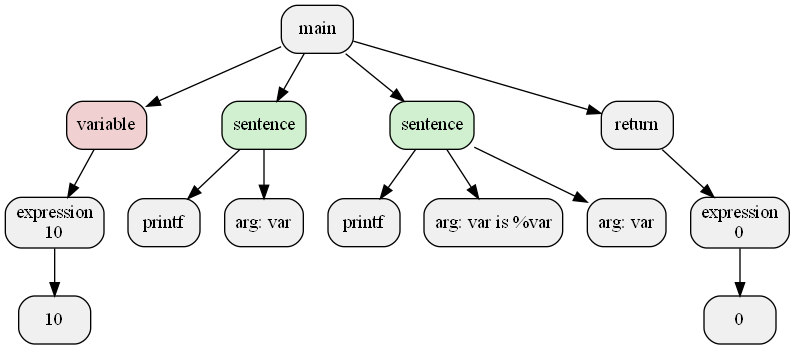 main
variable
sentence
sentence
return
expression
10
printf
arg: var
printf
arg: var is %var
arg: var
expression
0
10
0